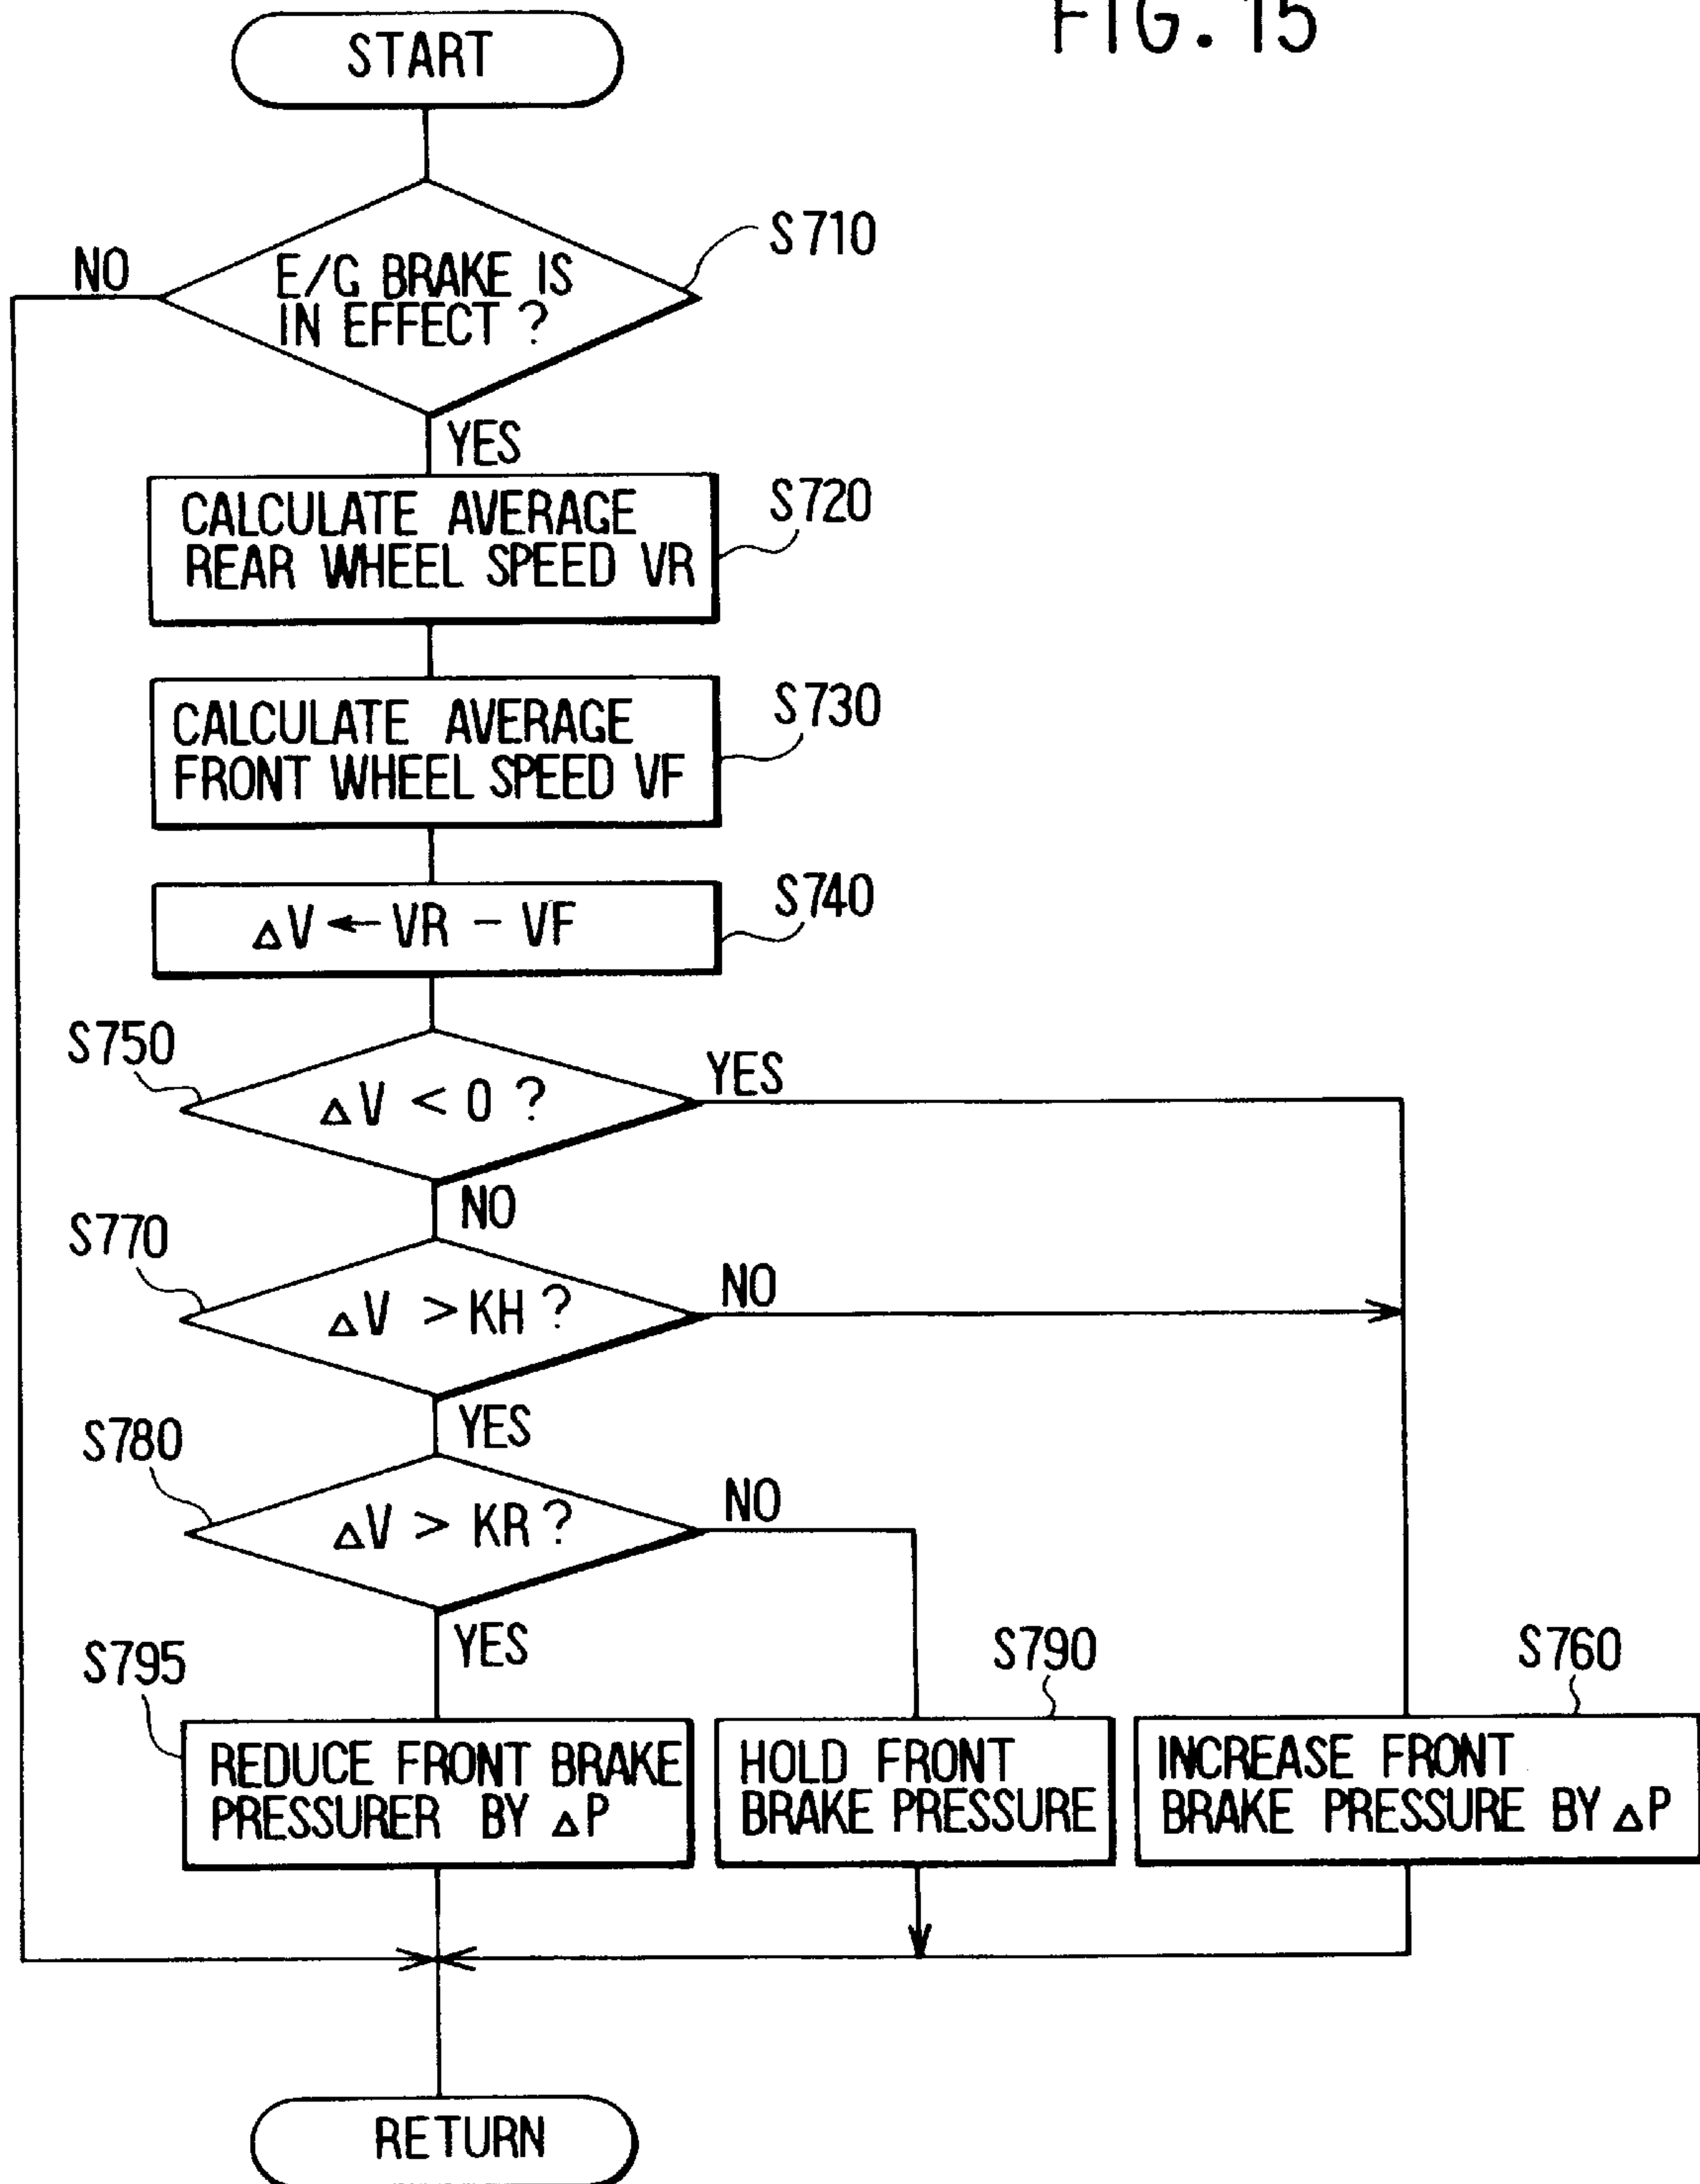 FIG. 15
START
S710
NO
E/G BRAKE IS
IN EFFECT ?
YES
S720
CALCULATE AVERAGE
REAR WHEEL SPEED VR
S730
CALCULATE AVERAGE
FRONT WHEEL SPEED VF
S740
ΔV ← VR - VF
S750
YES
ΔV < 0 ?
NO
S770
NO
ΔV > KH ?
YES
S780
NO
ΔV > KR ?
YES
S795
S790
S760
REDUCE FRONT BRAKE
PRESSURER BY ΔP
HOLD FRONT
BRAKE PRESSURE
INCREASE FRONT
BRAKE PRESSURE BY ΔP
RETURN